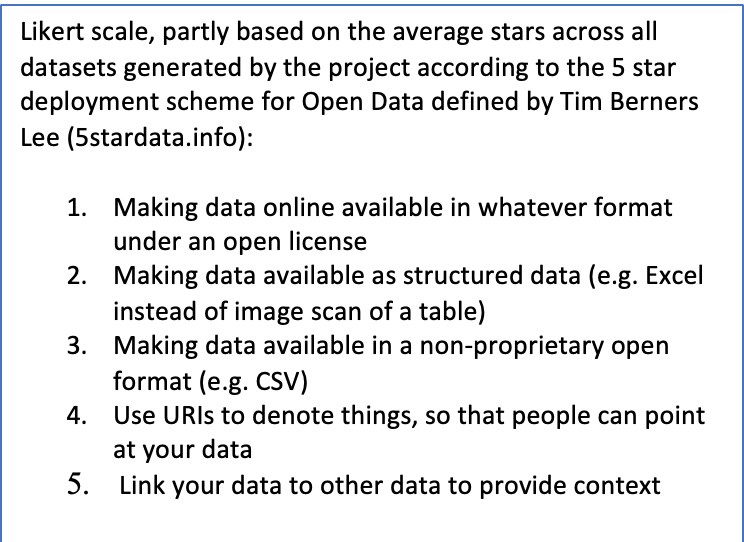 Likert scale, partly based on the average stars across all
datasets generated by the project according to the 5 star
deployment scheme for Open Data defined by Tim Berners
Lee (5stardata.info):
1. Making data online available in whatever format
under an open license
2. Making data available as structured data (e.g. Excel
instead of image scan of a table)
3. Making data available in a non-proprietary open
format (e.g. CSV)
4. Use URIs to denote things, so that people can point
at your data
5. Link your data to other data to provide context